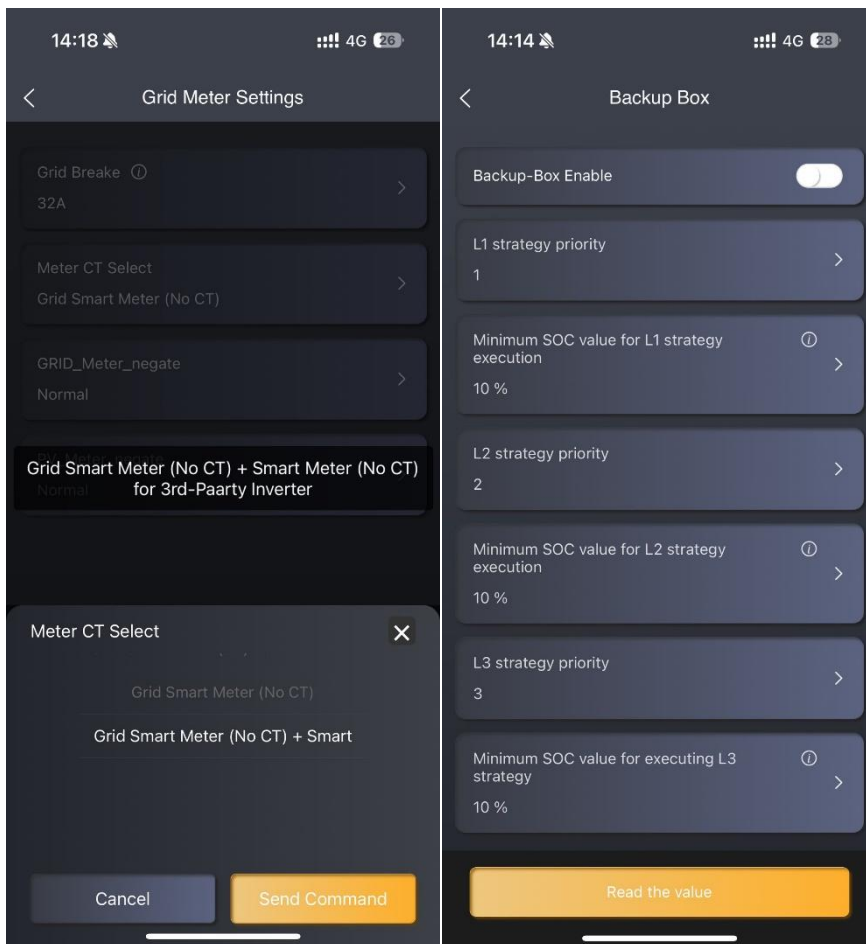 14:18
4G 26
Grid Meter Settings
Grid Breake
32A
Meter CT Select
Grid Smart Meter (No CT)
GRID_Meter_negate
Normal
PV_Meter_negate
Normal
Grid Smart Meter (No CT) + Smart Meter (No CT)
for 3rd-Paarty Inverter
Meter CT Select
Grid Smart Meter (No CT)
Grid Smart Meter (No CT) + Smart
Cancel
Send Command
14:14
4G 28
Backup Box
Backup-Box Enable
L1 strategy priority
1
Minimum SOC value for L1 strategy
execution
10 %
L2 strategy priority
2
Minimum SOC value for L2 strategy
execution
10 %
L3 strategy priority
3
Minimum SOC value for executing L3
strategy
10 %
Read the value